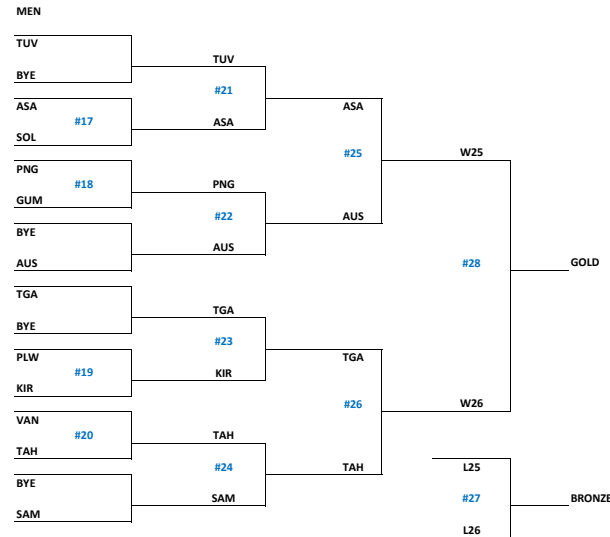 MEN
TUV
BYE
ASA
#17
SOL
PNG
#18
GUM
BYE
AUS
TGA
BYE
PLW
#19
KIR
VAN
#20
TAH
BYE
SAM
TUV
#21
ASA
PNG
#22
AUS
TGA
#23
KIR
TAH
#24
SAM
ASA
#25
AUS
TGA
#26
TAH
W25
#28
W26
GOLD
L25
#27
L26
BRONZE